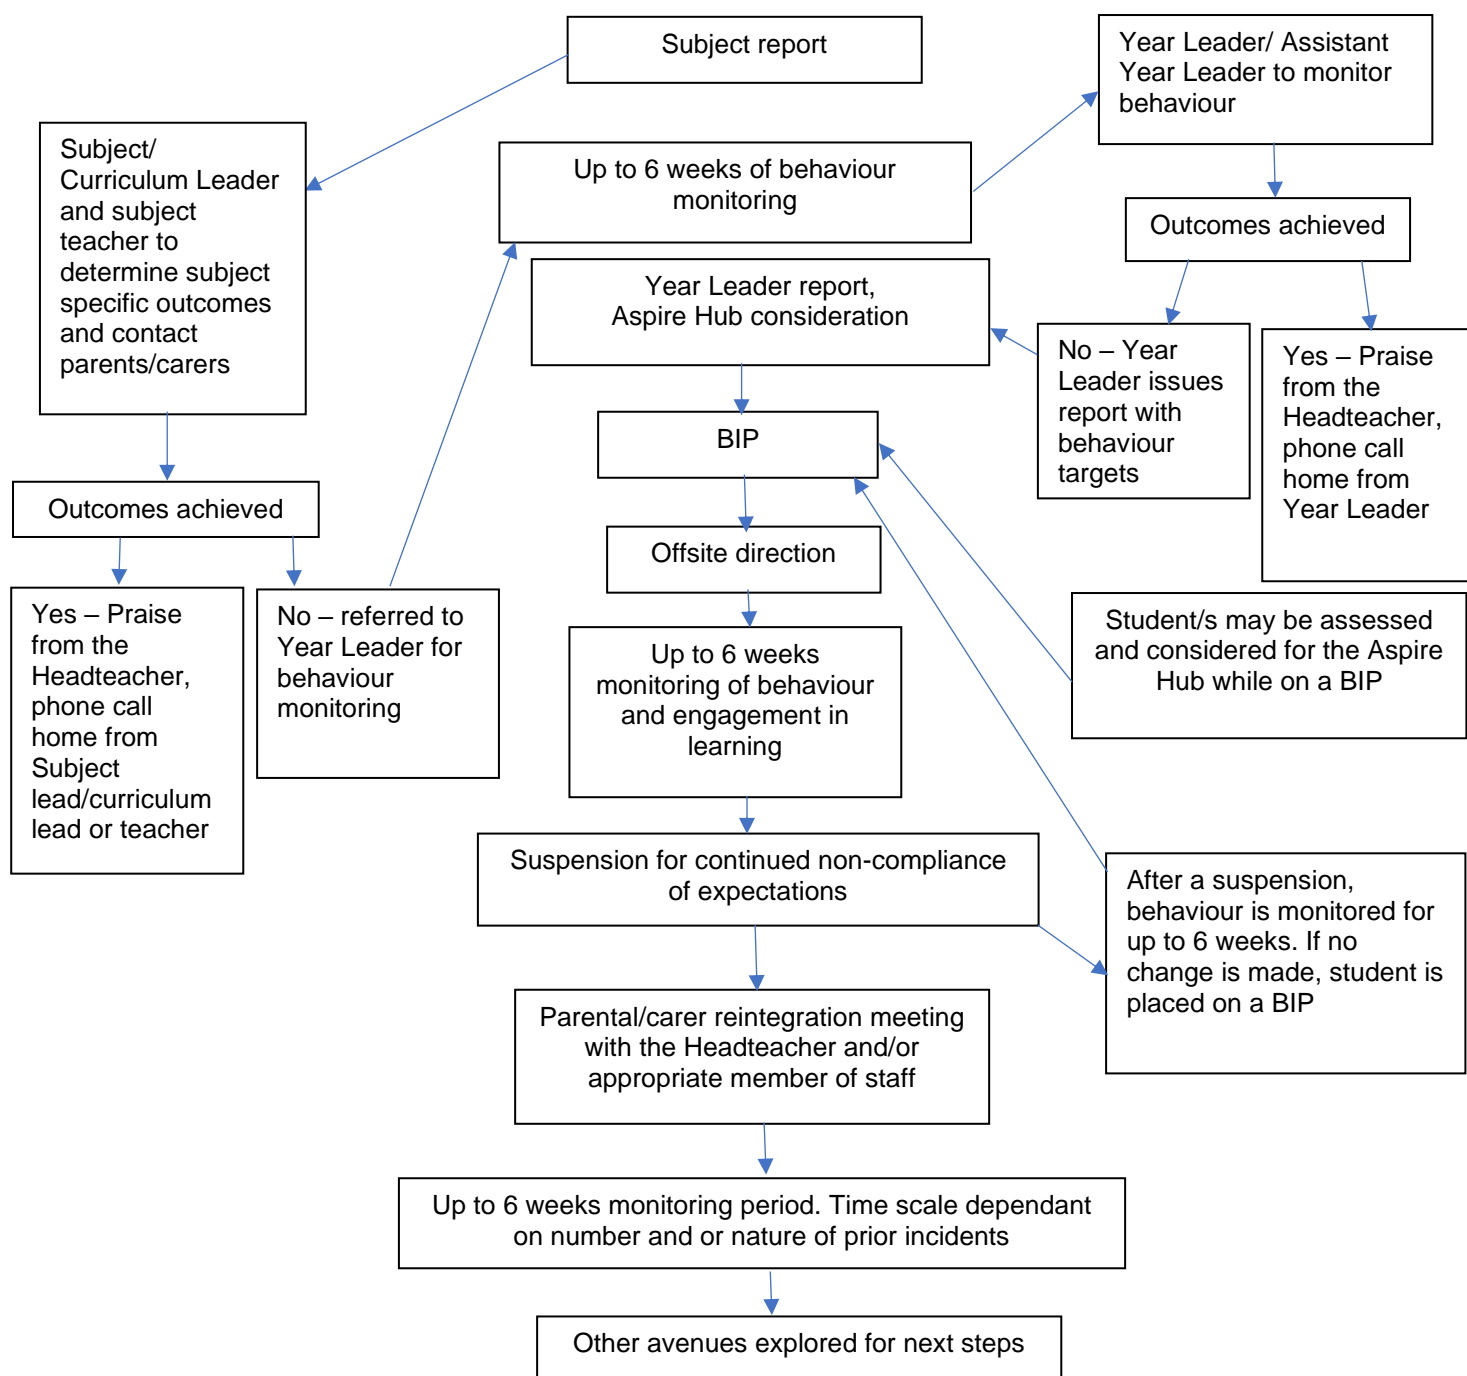 Subject report
Year Leader/ Assistant
Year Leader to monitor
behaviour
Subject/
Curriculum Leader
and subject
teacher to
determine subject
specific outcomes
and contact
parents/carers
Up to 6 weeks of behaviour
monitoring
Outcomes achieved
Year Leader report,
Aspire Hub consideration
No – Year
Leader issues
report with
behaviour
targets
Yes – Praise
from the
Headteacher,
phone call
home from
Year Leader
BIP
Outcomes achieved
Offsite direction
Yes – Praise
from the
Headteacher,
phone call
home from
Subject
lead/curriculum
lead or teacher
No – referred to
Year Leader for
behaviour
monitoring
Student/s may be assessed
and considered for the Aspire
Hub while on a BIP
Up to 6 weeks
monitoring of behaviour
and engagement in
learning
Suspension for continued non-compliance
of expectations
After a suspension,
behaviour is monitored for
up to 6 weeks. If no
change is made, student is
placed on a BIP
Parental/carer reintegration meeting
with the Headteacher and/or
appropriate member of staff
Up to 6 weeks monitoring period. Time scale dependant
on number and or nature of prior incidents
Other avenues explored for next steps